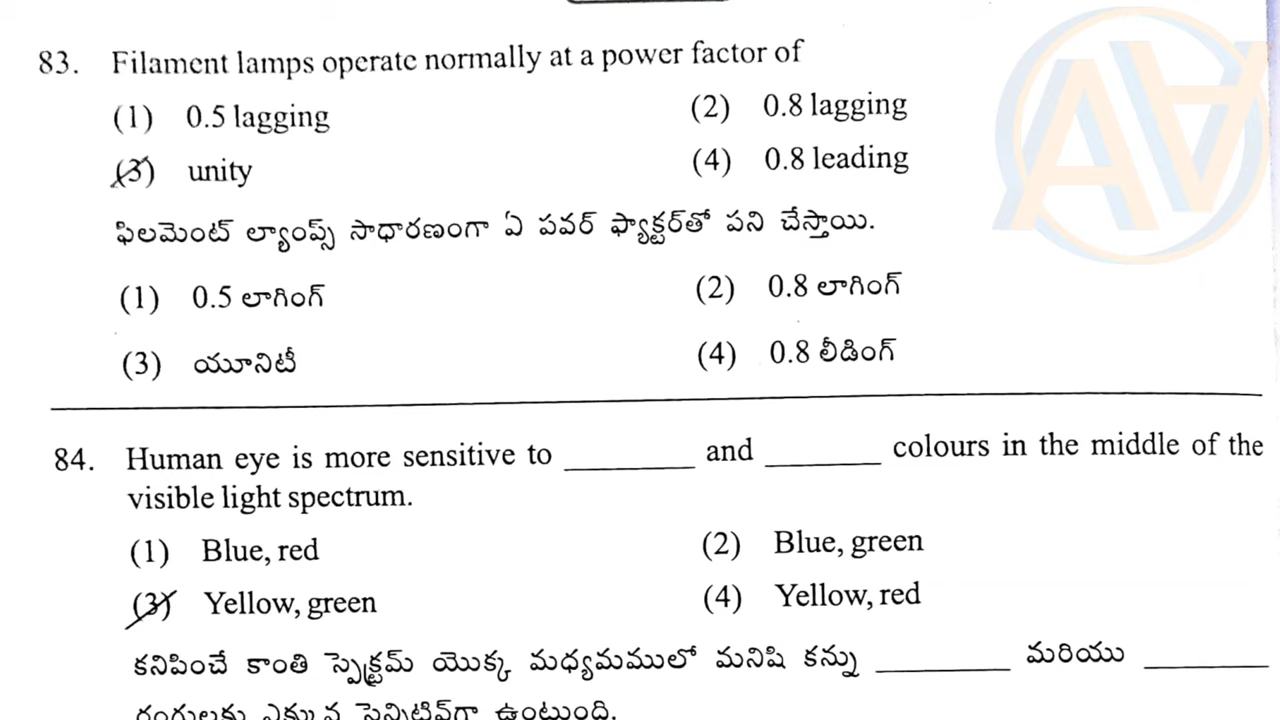 83. Filament lamps operate normally at a power factor of
(1) 0.5 lagging (2) 0.8 lagging
(3) unity (4) 0.8 leading
ఫిలమెంట్ ల్యాంప్స్ సాధారణంగా ఏ పవర్ ఫ్యాక్టర్‌తో పని చేస్తాయి.
(1) 0.5 లాగింగ్ (2) 0.8 లాగింగ్
(3) యూనిటీ (4) 0.8 లీడింగ్
84. Human eye is more sensitive to ________ and ________ colours in the middle of the
visible light spectrum.
(1) Blue, red (2) Blue, green
(3) Yellow, green (4) Yellow, red
కనిపించే కాంతి స్పెక్ట్రమ్ యొక్క మధ్యమములో మనిషి కన్ను ________ మరియు ________
రంగులకు ఎక్కువ సెన్సిటివ్‌గా ఉంటుంది.